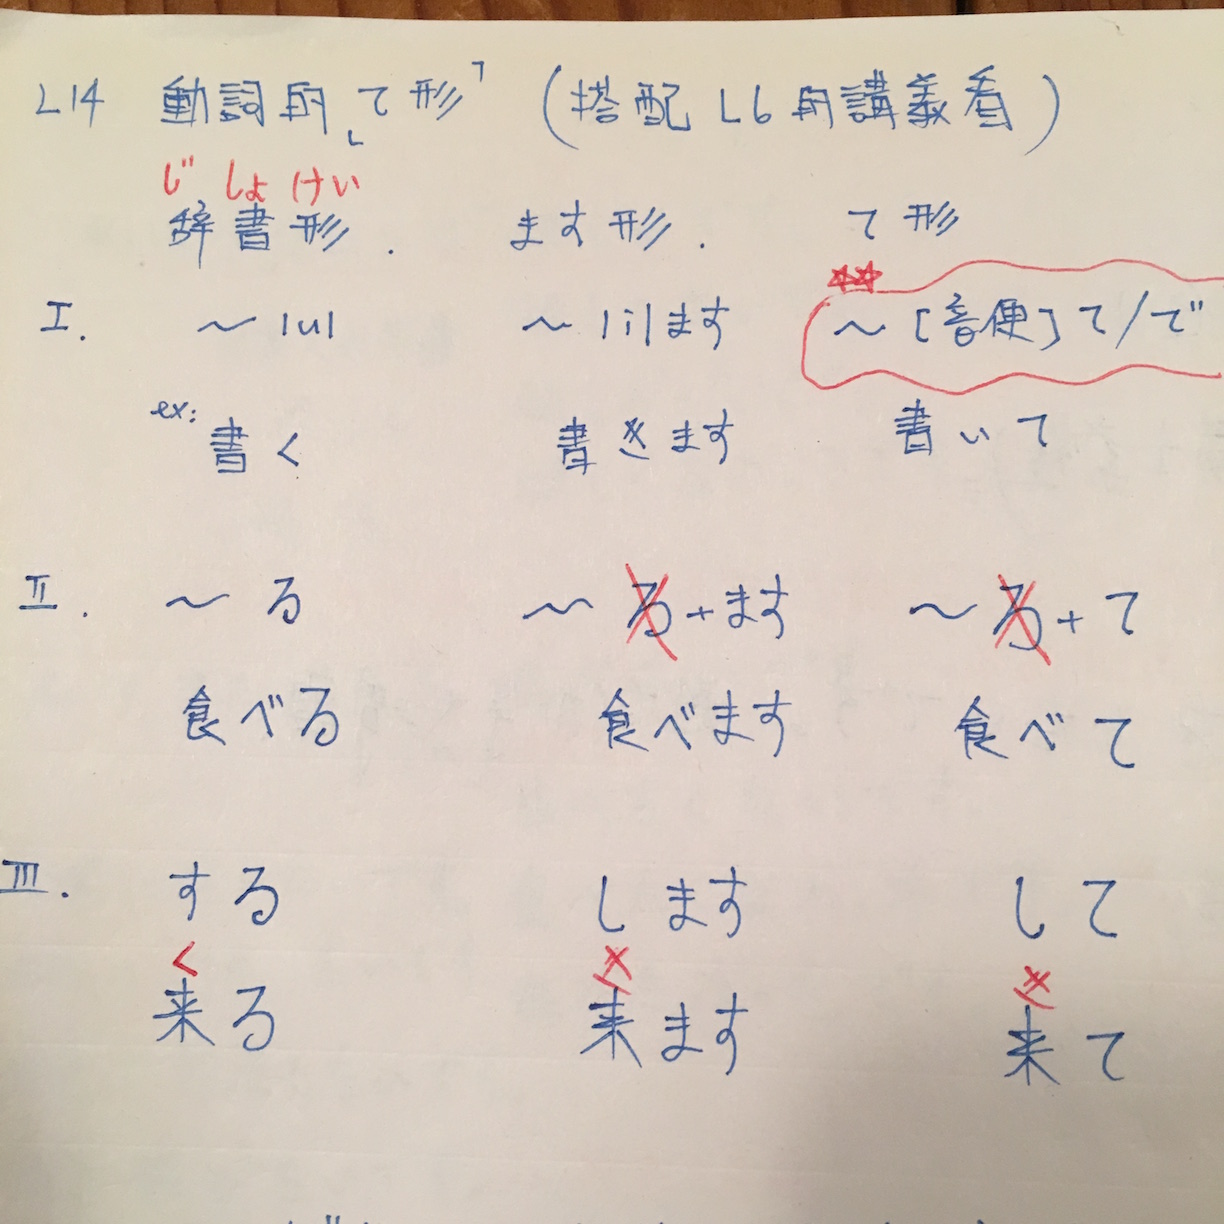 L14 動詞的「て形」 (搭配 L6的講義看)
じ しょ けい
辞書形. ます形. て形
I. ～|u| ～|i|ます ～[音便]て/で
ex: 書く 書きます 書いて
II. ～る ～る+ます ～る+て
食べる 食べます 食べて
III. する します して
く き き
来る 来ます 来て